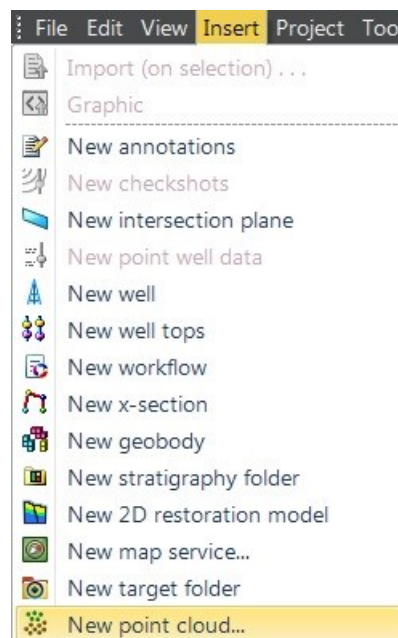 File Edit View Insert Project Too
Import (on selection) . . .
Graphic
New annotations
New checkshots
New intersection plane
New point well data
New well
New well tops
New workflow
New x-section
New geobody
New stratigraphy folder
New 2D restoration model
New map service...
New target folder
New point cloud...